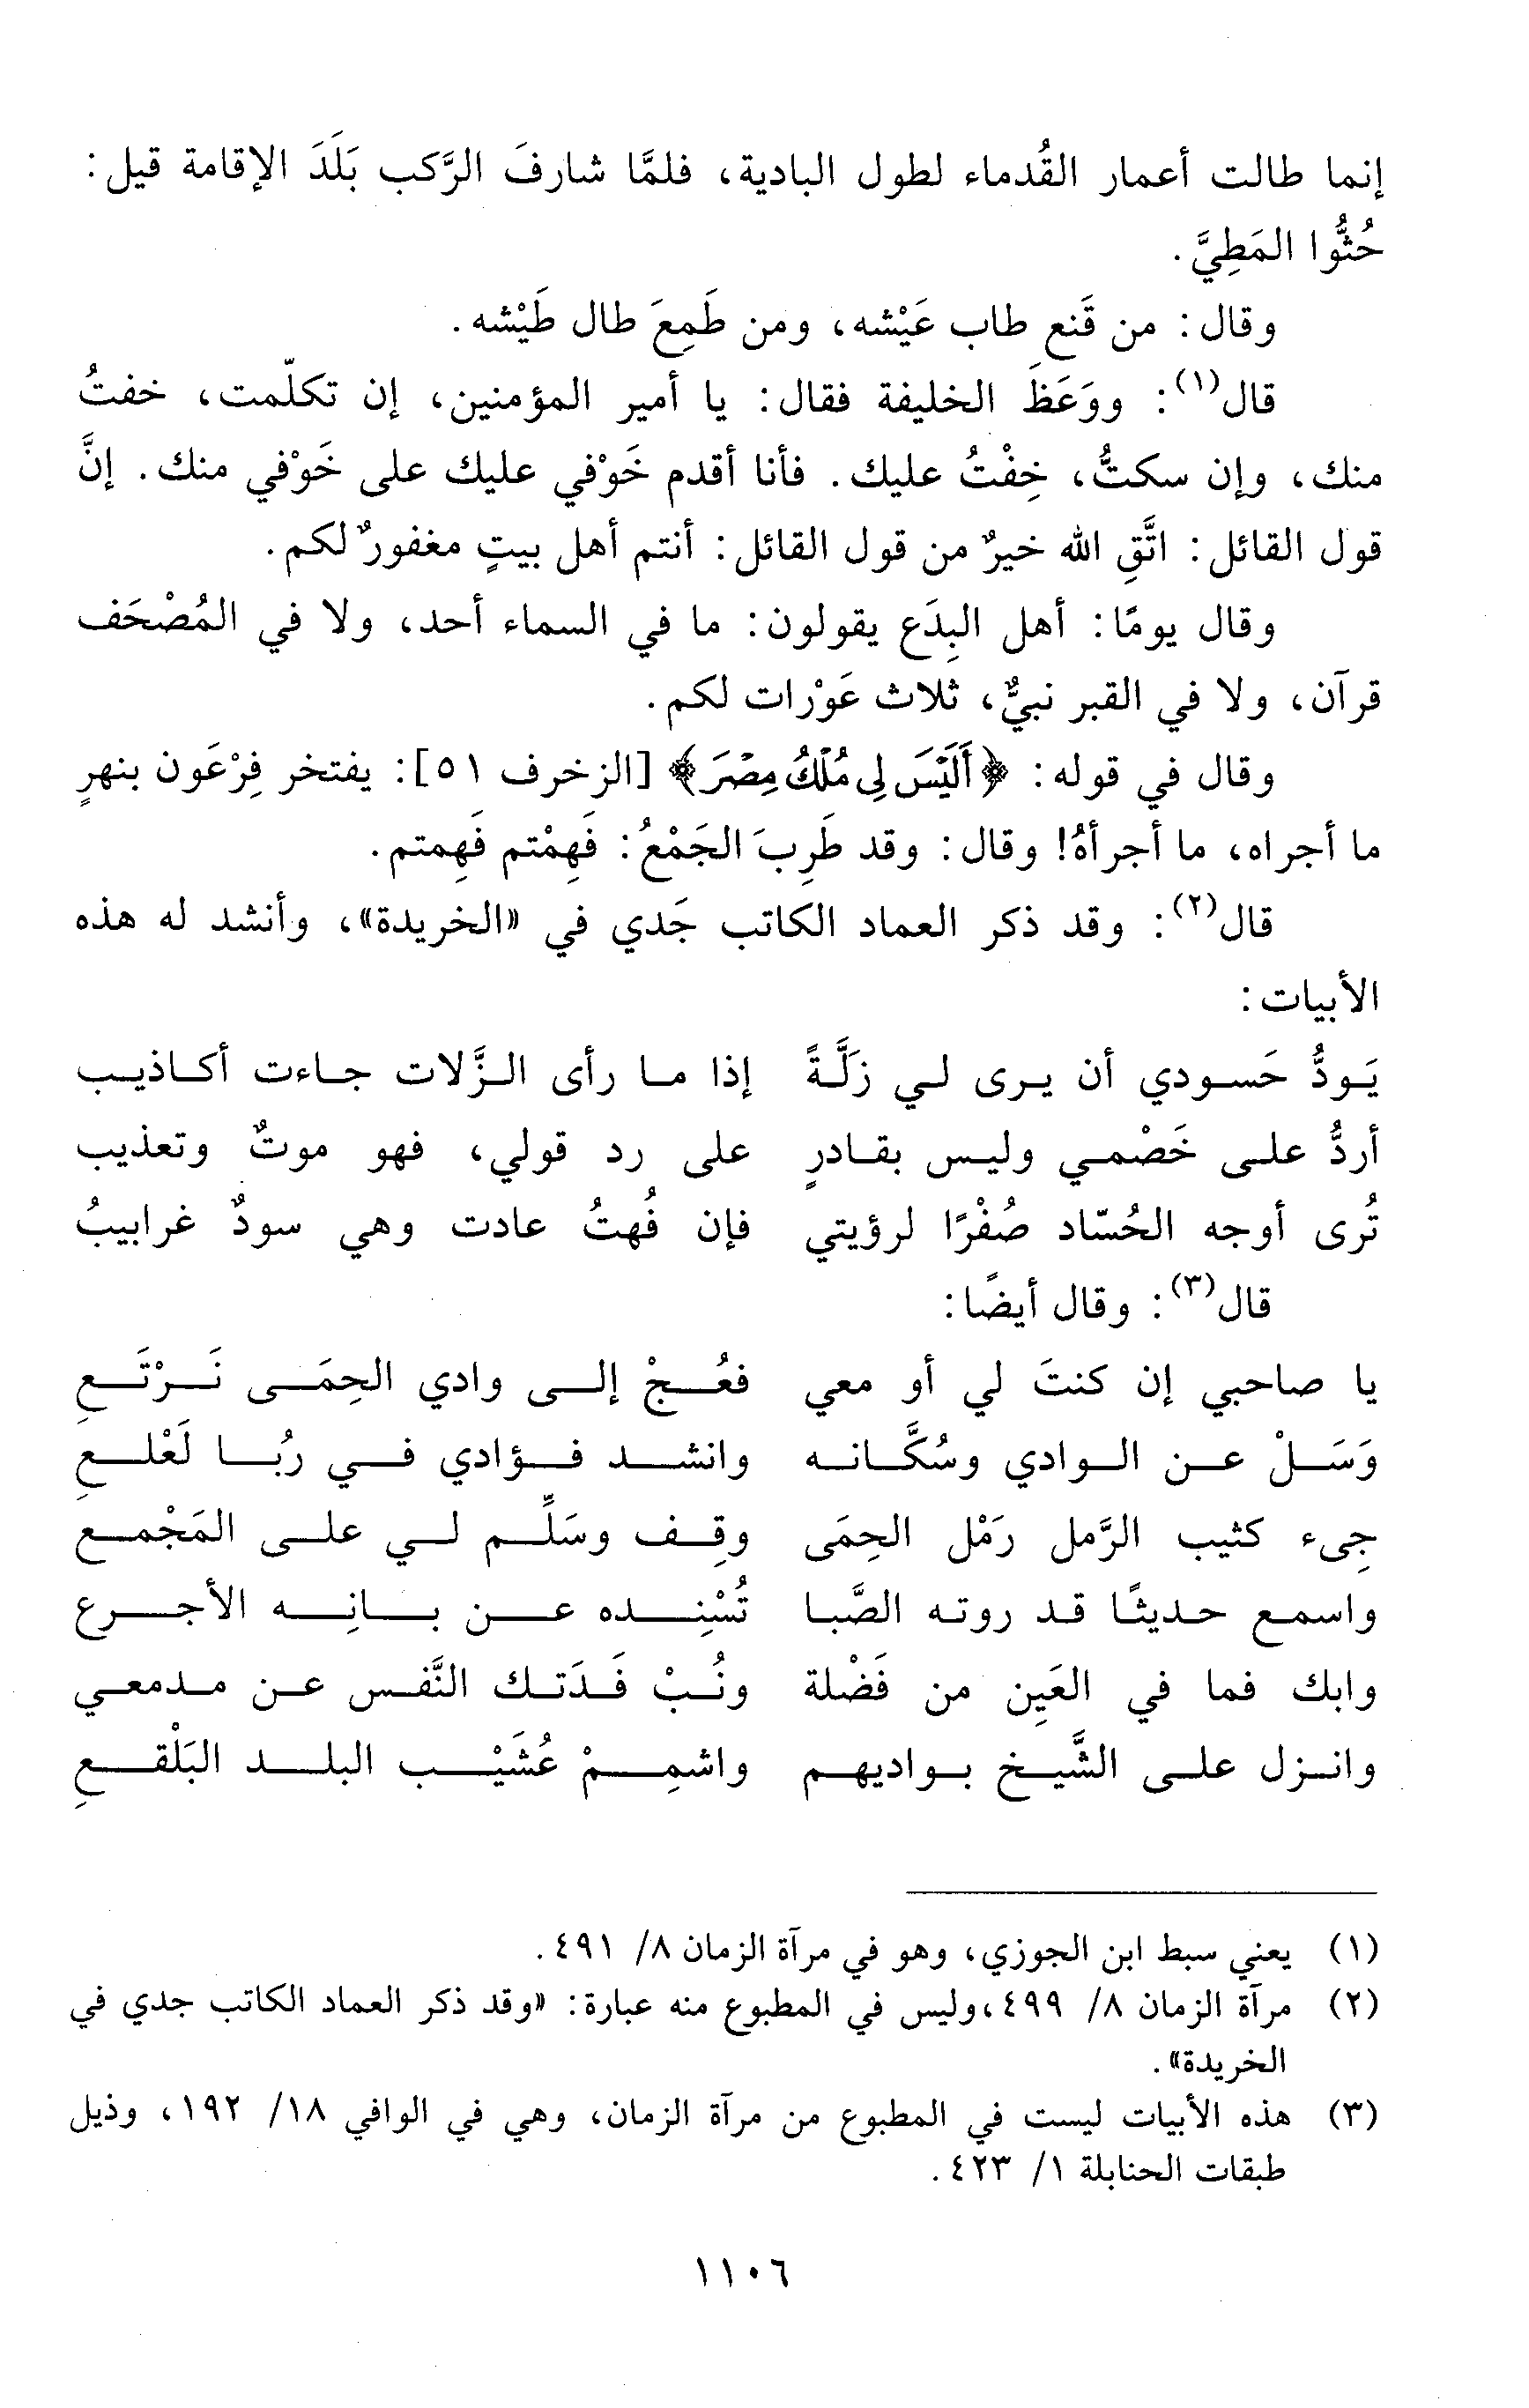 إنما طالت أعمار القُدماء لطول البادية، فلمَّا شارفَ الرَّكب بَلَدَ الإقامة قيل:
حُثُّوا المَطِيَّ.
وقال: من قَنع طاب عَيْشه، ومن طَمِعَ طال طَيْشه.
قال(١): ووَعَظَ الخليفة فقال: يا أمير المؤمنين، إن تكلّمت، خفتُ
منك، وإن سكتُّ، خِفْتُ عليك. فأنا أقدم خَوْفي عليك على خَوْفي منك. إنَّ
قول القائل: اتَّقِ الله خيرٌ من قول القائل: أنتم أهل بيتٍ مغفورٌ لكم.
وقال يومًا: أهل البِدَع يقولون: ما في السماء أحد، ولا في المُصْحَف
قرآن، ولا في القبر نبيٌّ، ثلاث عَوْرات لكم.
وقال في قوله: ﴿أَلَيْسَ لِي مُلْكُ مِصْرَ﴾ [الزخرف ٥١]: يفتخر فِرْعَون بنهرٍ
ما أجراه، ما أجرأهُ! وقال: وقد طَرِبَ الجَمْعُ: فَهِمْتم فَهِمتم.
قال(٢): وقد ذكر العماد الكاتب جَدي في «الخريدة»، وأنشد له هذه
الأبيات:
يَودُّ حَسودي أن يرى لي زلَّةً إذا ما رأى الزَّلات جاءت أكاذيب
أردُّ على خَصْمي وليس بقادرٍ على رد قولي، فهو موتٌ وتعذيب
تُرى أوجه الحُسّاد صُفْرًا لرؤيتي فإن فُهتُ عادت وهي سودٌ غرابيبُ
قال(٣): وقال أيضًا:
يا صاحبي إن كنتَ لي أو معي فعُجْ إلى وادي الحِمَى نَرْتَعِ
وَسَلْ عن الوادي وسُكَّانه وانشد فؤادي في رُبا لَعْلعِ
جِىء كثيب الرَّمل رَمْل الحِمَى وقِف وسَلِّم لي على المَجْمع
واسمع حديثًا قد روته الصَّبا تُسْنِده عن بانِه الأجرع
وابك فما في العَيِن من فَضْلة ونُبْ فَدَتك النَّفس عن مدمعي
وانزل على الشَّيخ بواديهم واشمِمْ عُشَيْب البلد البَلْقعِ
(١) يعني سبط ابن الجوزي، وهو في مرآة الزمان ٨/ ٤٩١.
(٢) مرآة الزمان ٨/ ٤٩٩، وليس في المطبوع منه عبارة: «وقد ذكر العماد الكاتب جدي في
الخريدة».
(٣) هذه الأبيات ليست في المطبوع من مرآة الزمان، وهي في الوافي ١٨/ ١٩٢، وذيل
طبقات الحنابلة ١/ ٤٢٣.
١١٠٦